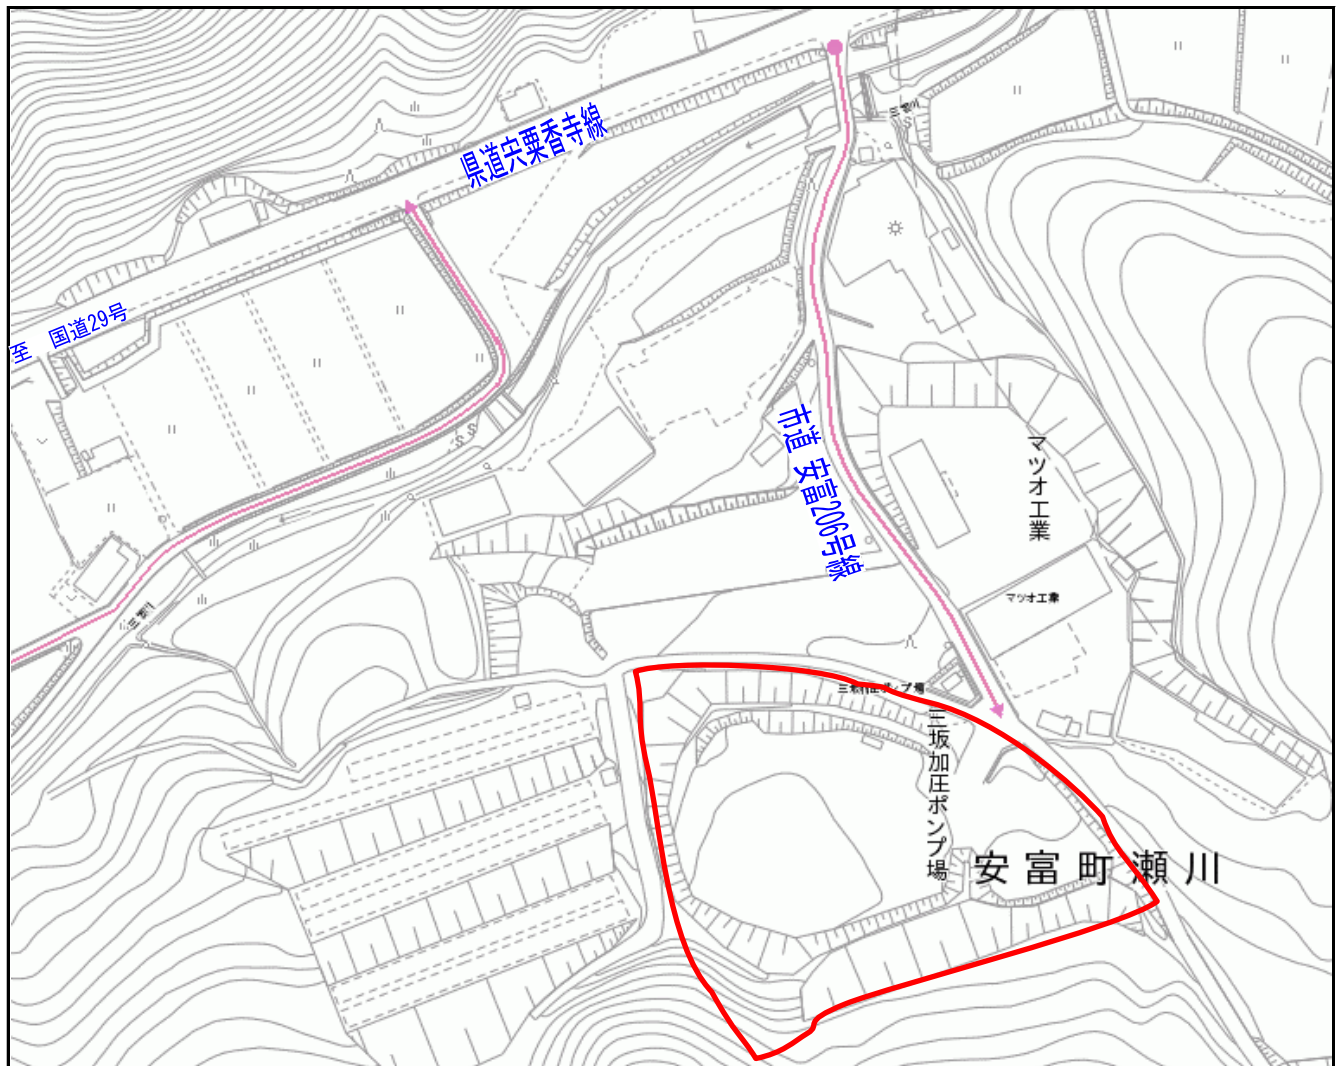 県道宍粟香寺線
至　国道29号
市道 安富206号線
マツオ工業
マツオ工業
三坂加圧ポンプ場
安富町瀬川